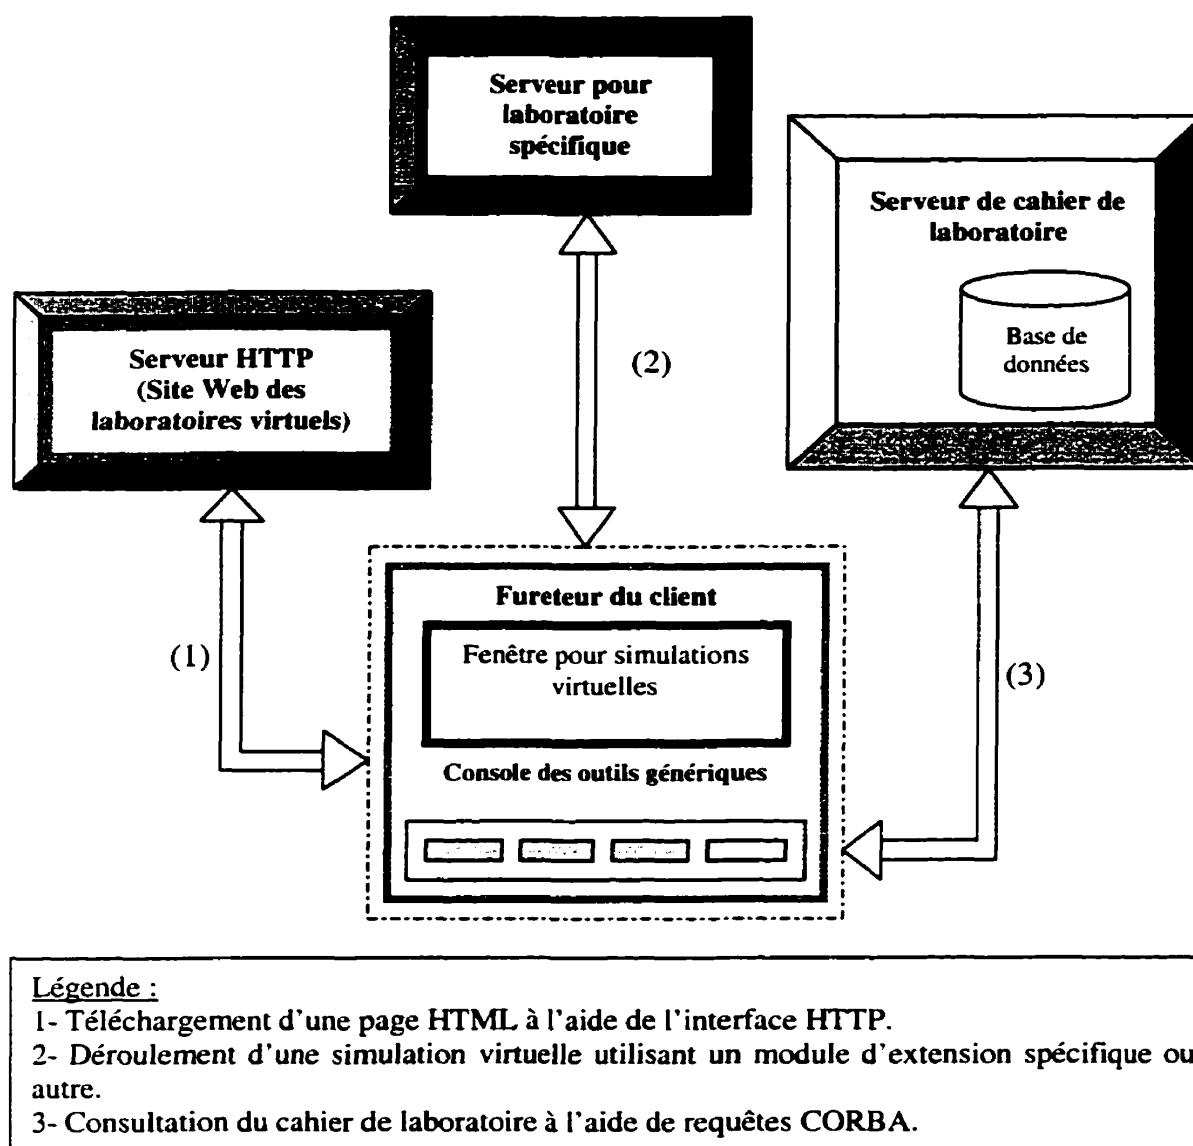 Serveur pour
laboratoire
spécifique
Serveur de cahier de
laboratoire
Base de
données
Serveur HTTP
(Site Web des
laboratoires virtuels)
(2)
(1)
(3)
Fureteur du client
Fenêtre pour simulations
virtuelles
Console des outils génériques
Légende :
1- Téléchargement d'une page HTML à l'aide de l'interface HTTP.
2- Déroulement d'une simulation virtuelle utilisant un module d'extension spécifique ou
autre.
3- Consultation du cahier de laboratoire à l'aide de requêtes CORBA.